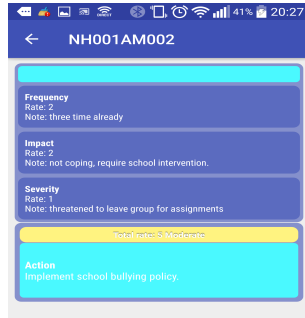 41% 20:27
NH001AM002
Frequency
Rate: 2
Note: three time already
Impact
Rate: 2
Note: not coping, require school intervention.
Severity
Rate: 1
Note: threatened to leave group for assignments
Total rate: 5 Moderate
Action
Implement school bullying policy.